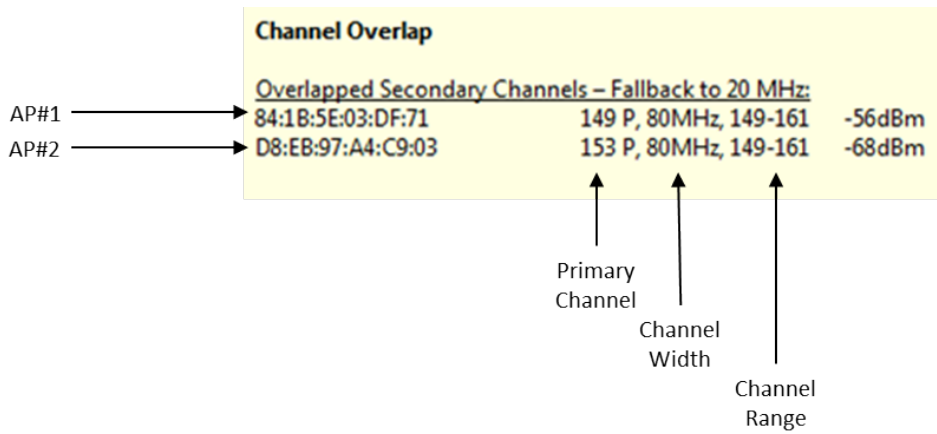 Channel Overlap
Overlapped Secondary Channels – Fallback to 20 MHz:
AP#1
84:1B:5E:03:DF:71 149 P, 80MHz, 149-161 -56dBm
AP#2
D8:EB:97:A4:C9:03 153 P, 80MHz, 149-161 -68dBm
Primary
Channel
Channel
Width
Channel
Range